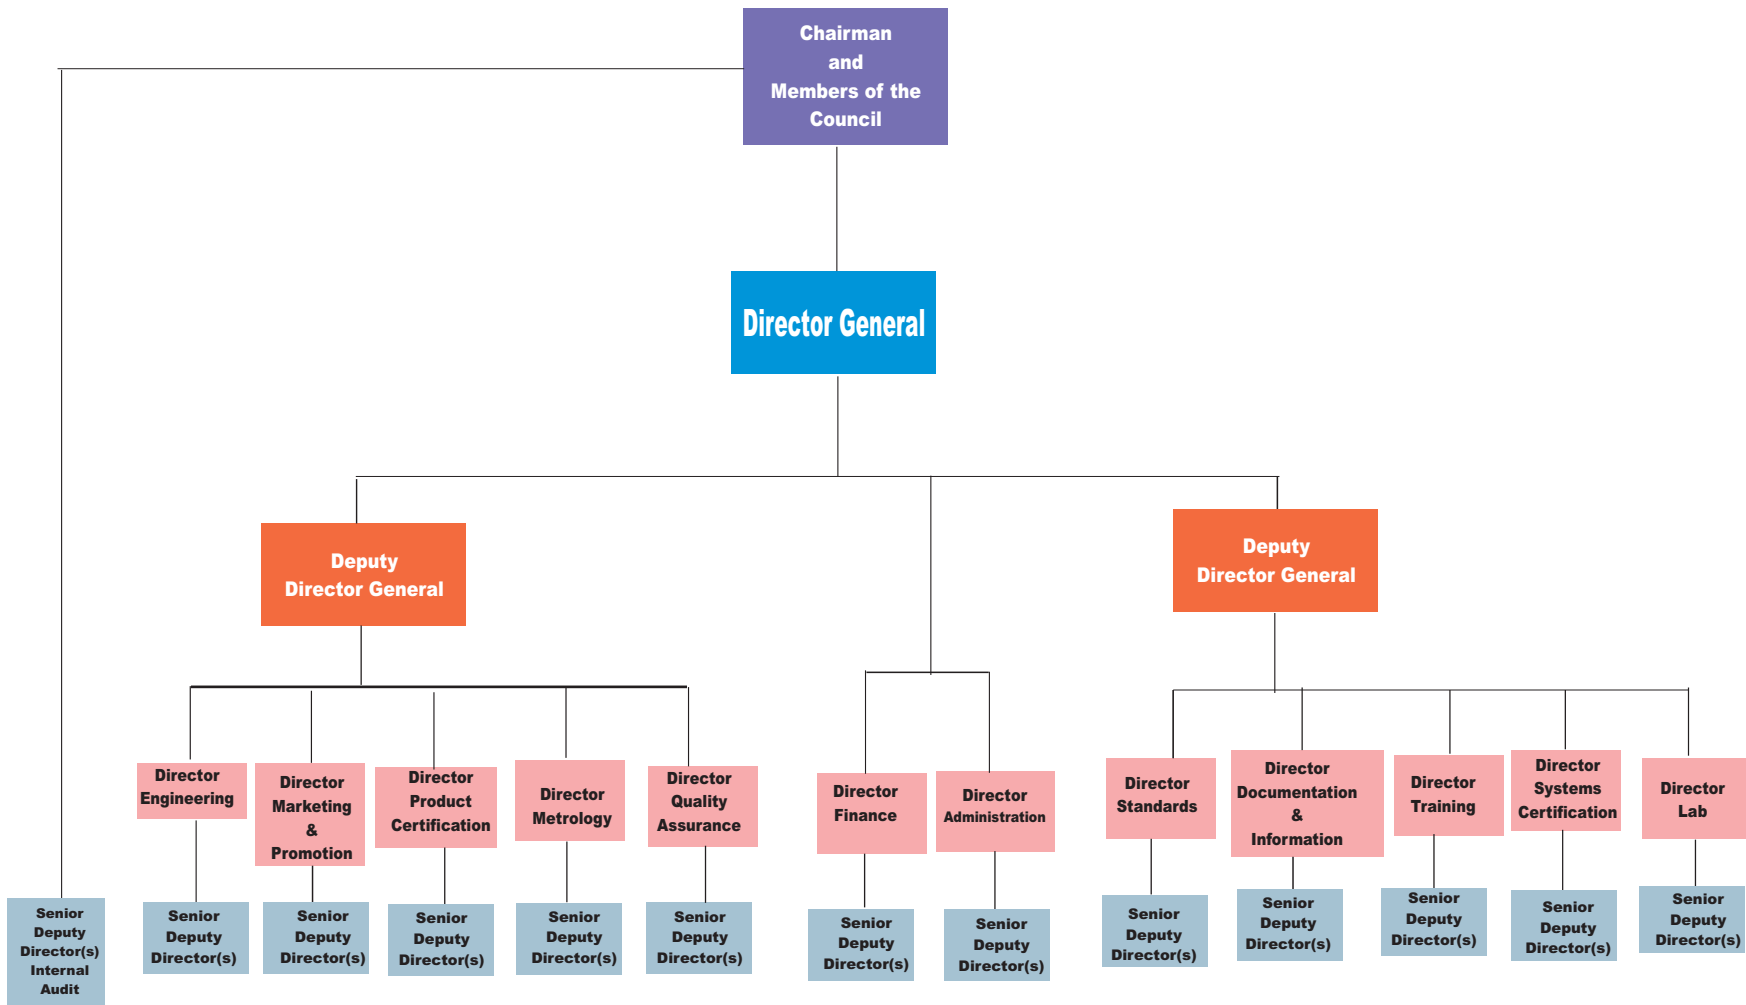 Chairman
and
Members of the
Council
Director General
Deputy
Director General
Deputy
Director General
Director
Engineering
Director
Marketing
&
Promotion
Director
Product
Certification
Director
Metrology
Director
Quality
Assurance
Director
Finance
Director
Administration
Director
Standards
Director
Documentation
&
Information
Director
Training
Director
Systems
Certification
Director
Lab
Senior
Deputy
Director(s)
Internal
Audit
Senior
Deputy
Director(s)
Senior
Deputy
Director(s)
Senior
Deputy
Director(s)
Senior
Deputy
Director(s)
Senior
Deputy
Director(s)
Senior
Deputy
Director(s)
Senior
Deputy
Director(s)
Senior
Deputy
Director(s)
Senior
Deputy
Director(s)
Senior
Deputy
Director(s)
Senior
Deputy
Director(s)
Senior
Deputy
Director(s)